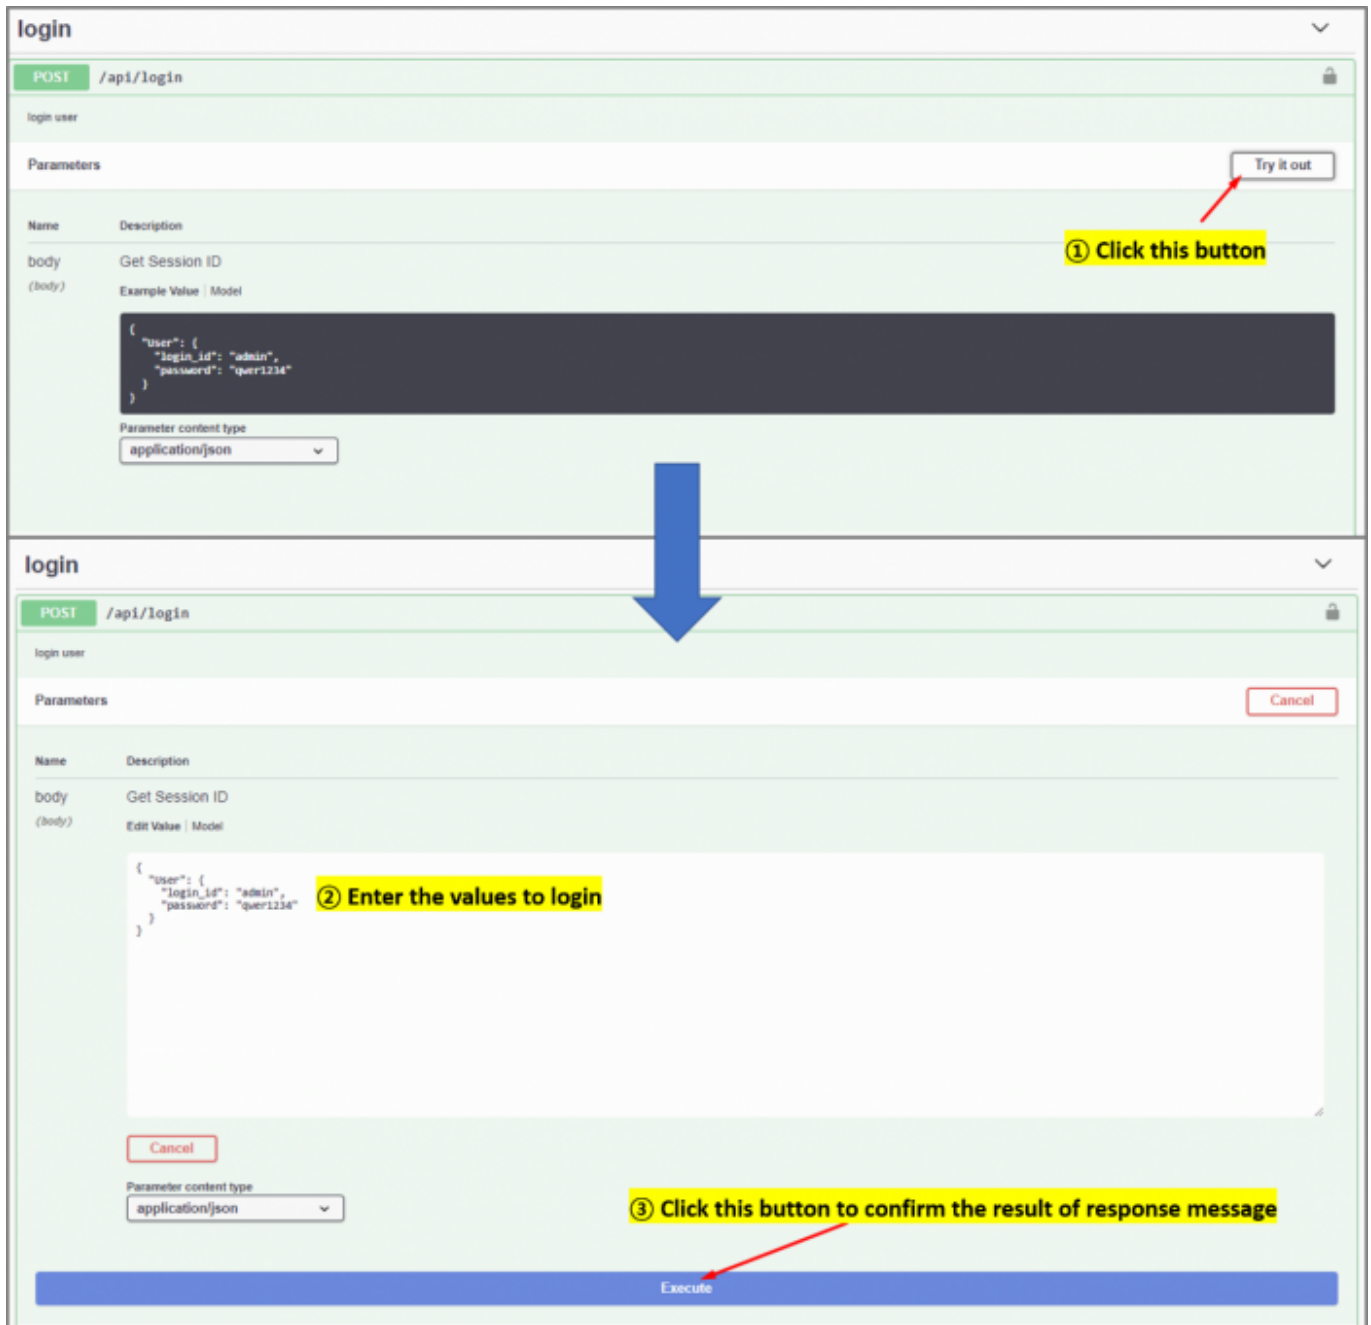 login
POST /api/login
login user
Parameters
Try it out
① Click this button
Name Description
body Get Session ID
(body)
Example Value | Model
{
"User": {
"login_id": "admin",
"password": "qwer1234"
}
}
Parameter content type
application/json
login
POST /api/login
login user
Parameters
Cancel
Name Description
body Get Session ID
(body)
Edit Value | Model
{
"User": {
"login_id": "admin",
"password": "qwer1234"
}
}
② Enter the values to login
Cancel
Parameter content type
application/json
③ Click this button to confirm the result of response message
Execute